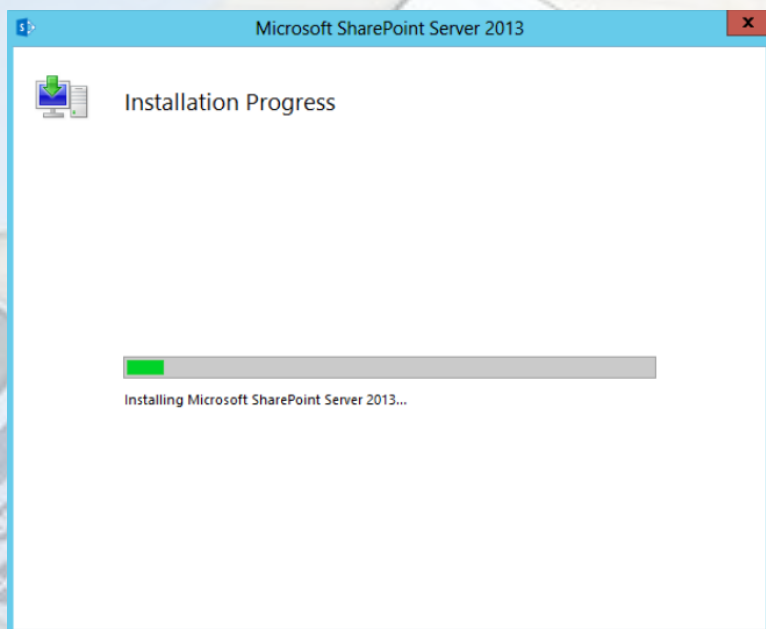 Microsoft SharePoint Server 2013
Installation Progress
Installing Microsoft SharePoint Server 2013...